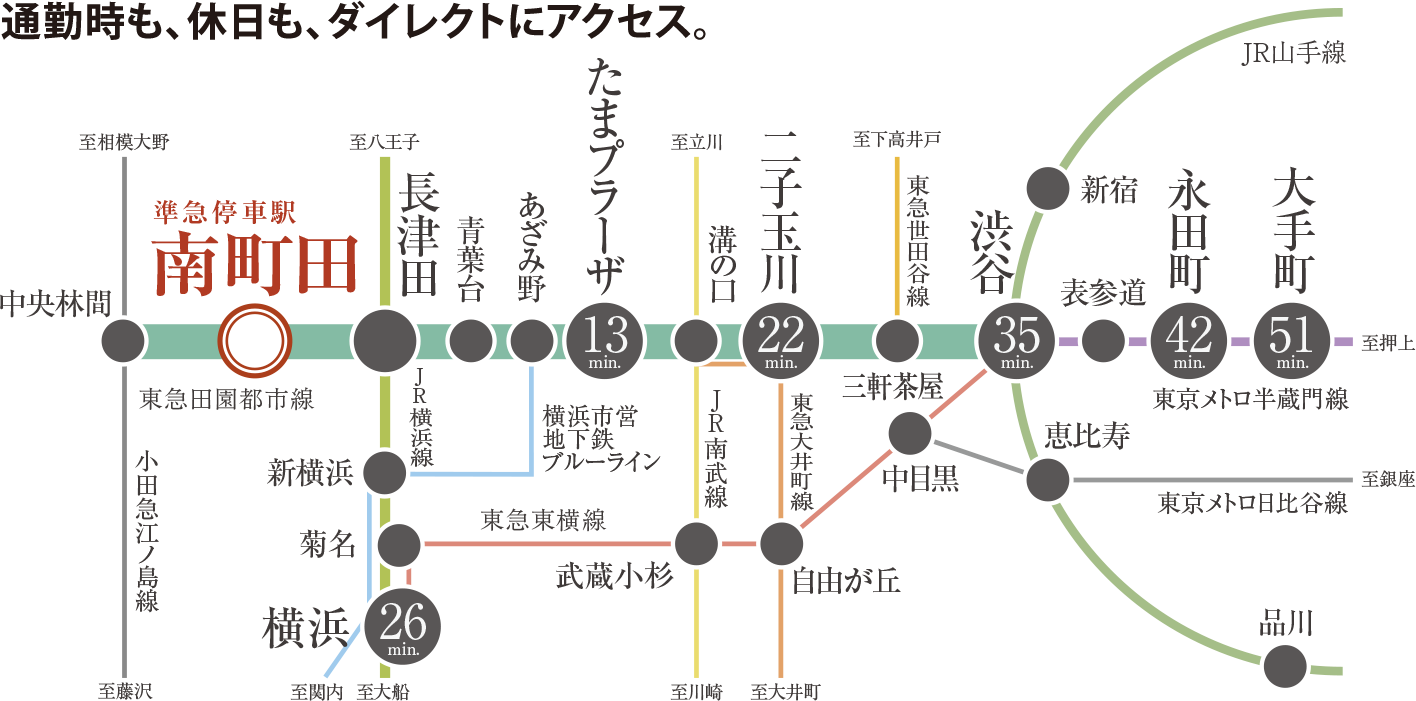 通勤時も、休日も、ダイレクトにアクセス。
JR山手線
至相模大野
至八王子
たまプラーザ
至立川
二子玉川
至下高井戸
準急停車駅
南町田
長津田
青葉台
あざみ野
溝の口
東急世田谷線
渋谷
新宿
永田町
大手町
中央林間
表参道
13
min.
22
min.
35
min.
42
min.
51
min.
至押上
東急田園都市線
JR横浜線
横浜市営
地下鉄
ブルーライン
JR南武線
東急大井町線
三軒茶屋
東京メトロ半蔵門線
小田急江ノ島線
新横浜
中目黒
恵比寿
至銀座
東京メトロ日比谷線
菊名
東急東横線
武蔵小杉
自由が丘
横浜
26
min.
品川
至藤沢
至関内
至大船
至川崎
至大井町